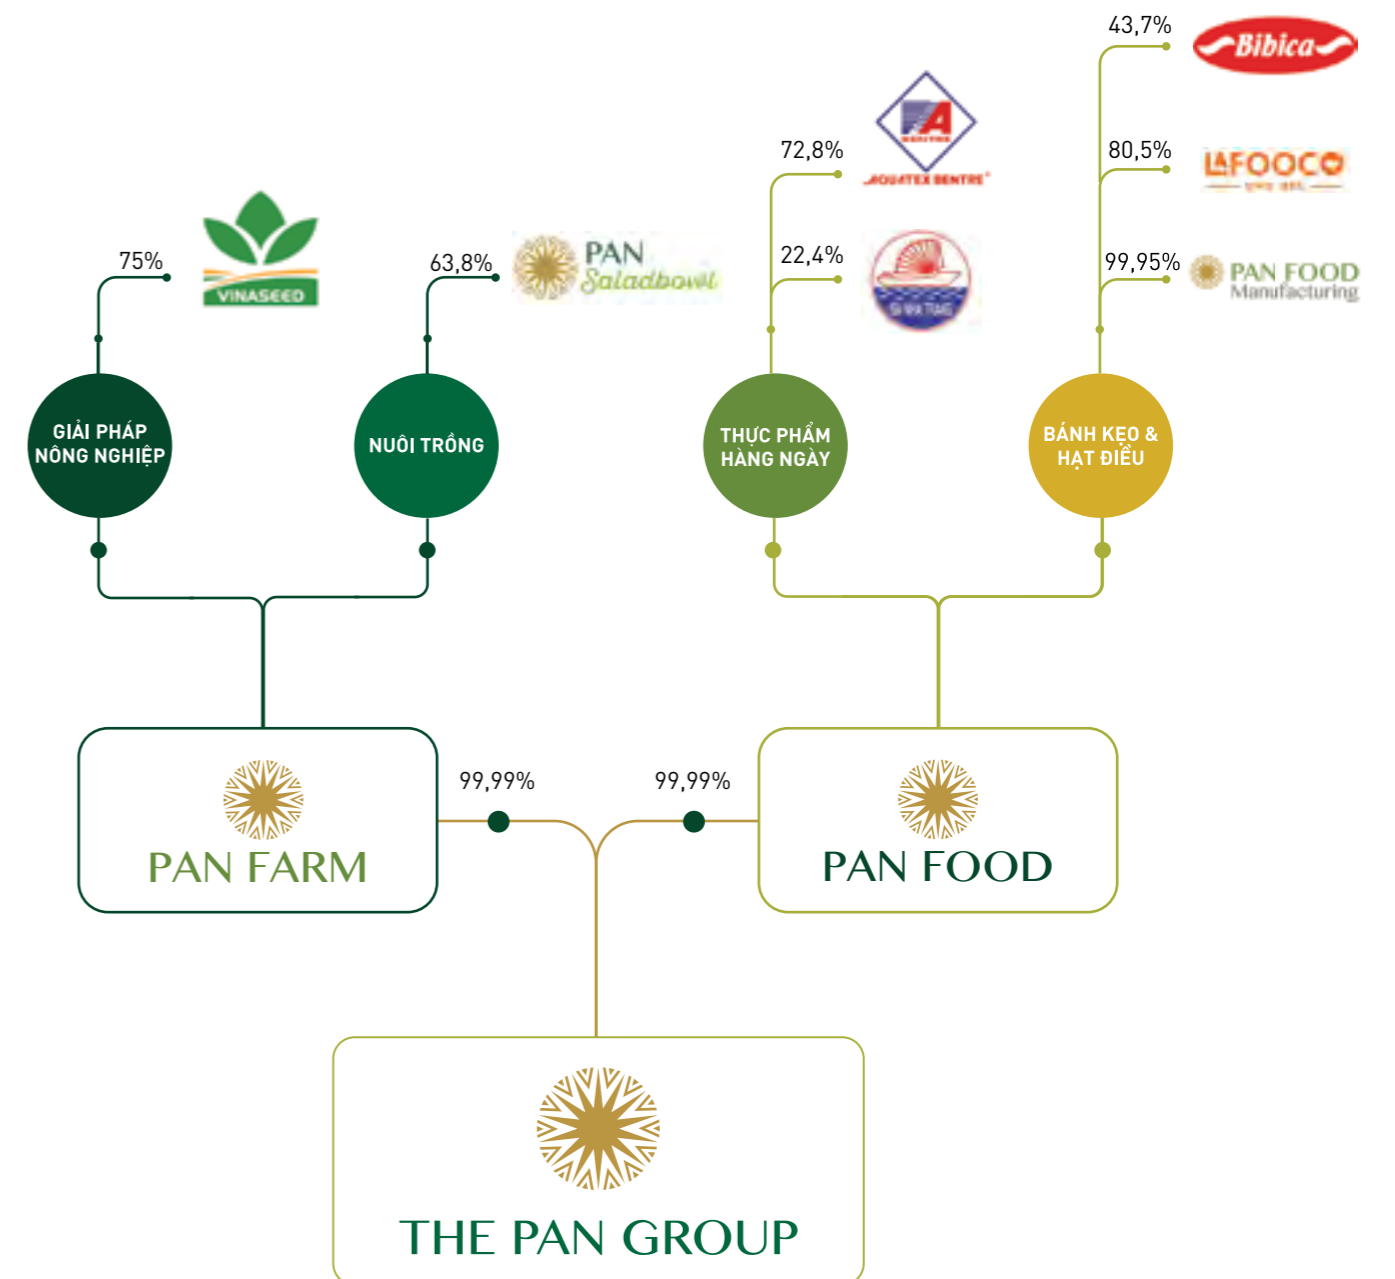 43,7%
Bibica
72,8%
AQUATEX BENTRE
80,5%
LAFOOCO
75%
VINASEED
63,8%
PAN
Saladbowl
22,4%
99,95%
PAN FOOD
Manufacturing
GIẢI PHÁP
NÔNG NGHIỆP
NUÔI TRỒNG
THỰC PHẨM
HÀNG NGÀY
BÁNH KẸO &
HẠT ĐIỀU
99,99%
99,99%
PAN FARM
PAN FOOD
THE PAN GROUP